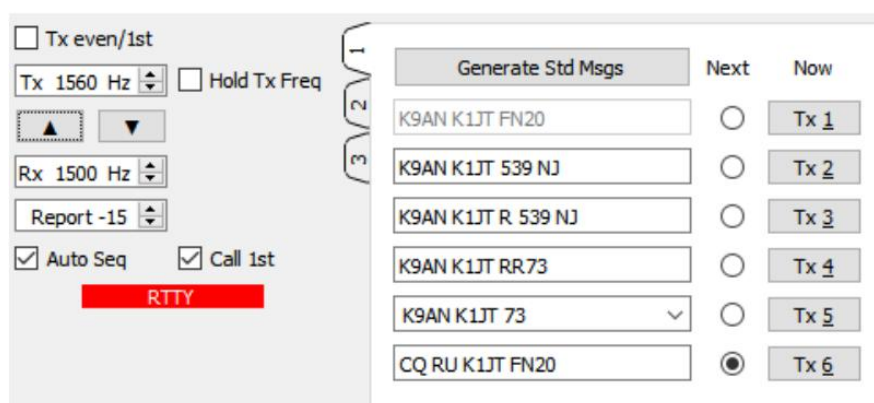 Tx even/1st
Tx 1560 Hz
Hold Tx Freq
▲ ▼
Rx 1500 Hz
Report -15
Auto Seq
Call 1st
RTTY
1
2
3
Generate Std Msgs Next Now
K9AN K1JT FN20 Tx 1
K9AN K1JT 539 NJ Tx 2
K9AN K1JT R 539 NJ Tx 3
K9AN K1JT RR73 Tx 4
K9AN K1JT 73 Tx 5
CQ RU K1JT FN20 Tx 6